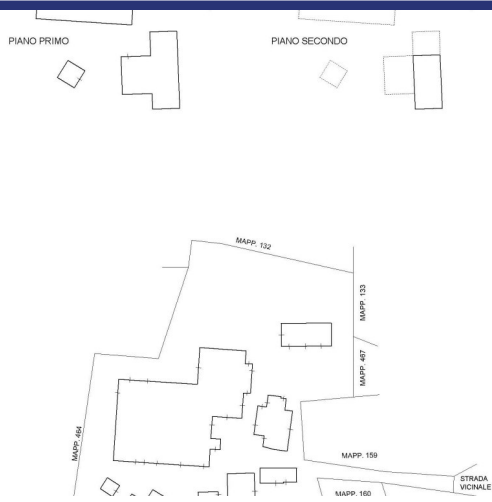 PIANO PRIMO
PIANO SECONDO
MAPP. 132
MAPP. 133
MAPP. 467
MAPP. 464
MAPP. 159
STRADA
VICINALE
MAPP. 160